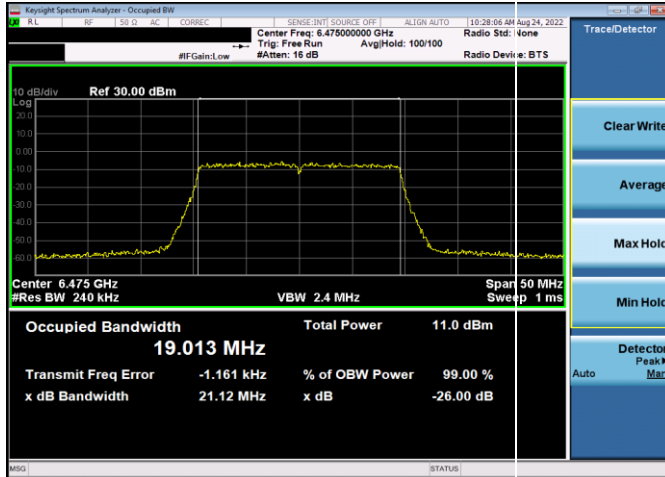 Keysight Spectrum Analyzer - Occupied BW
RL RF 50 Ω AC CORREC SENSE:INT SOURCE OFF ALIGN AUTO 10:28:06 AM Aug 24, 2022
Center Freq: 6.475000000 GHz Radio Std: None
Trig: Free Run Avg|Hold: 100/100
#IFGain:Low #Atten: 16 dB Radio Device: BTS
Trace/Detector
10 dB/div Ref 30.00 dBm
Log
20.0
10.0
0.00
-10.0
-20.0
-30.0
-40.0
-50.0
-60.0
Center 6.475 GHz Span 50 MHz
#Res BW 240 kHz VBW 2.4 MHz Sweep 1 ms
Occupied Bandwidth Total Power 11.0 dBm
19.013 MHz
Transmit Freq Error -1.161 kHz % of OBW Power 99.00 %
x dB Bandwidth 21.12 MHz x dB -26.00 dB
Clear Write
Average
Max Hold
Min Hold
Detector
Peak
Auto Man
MSG STATUS